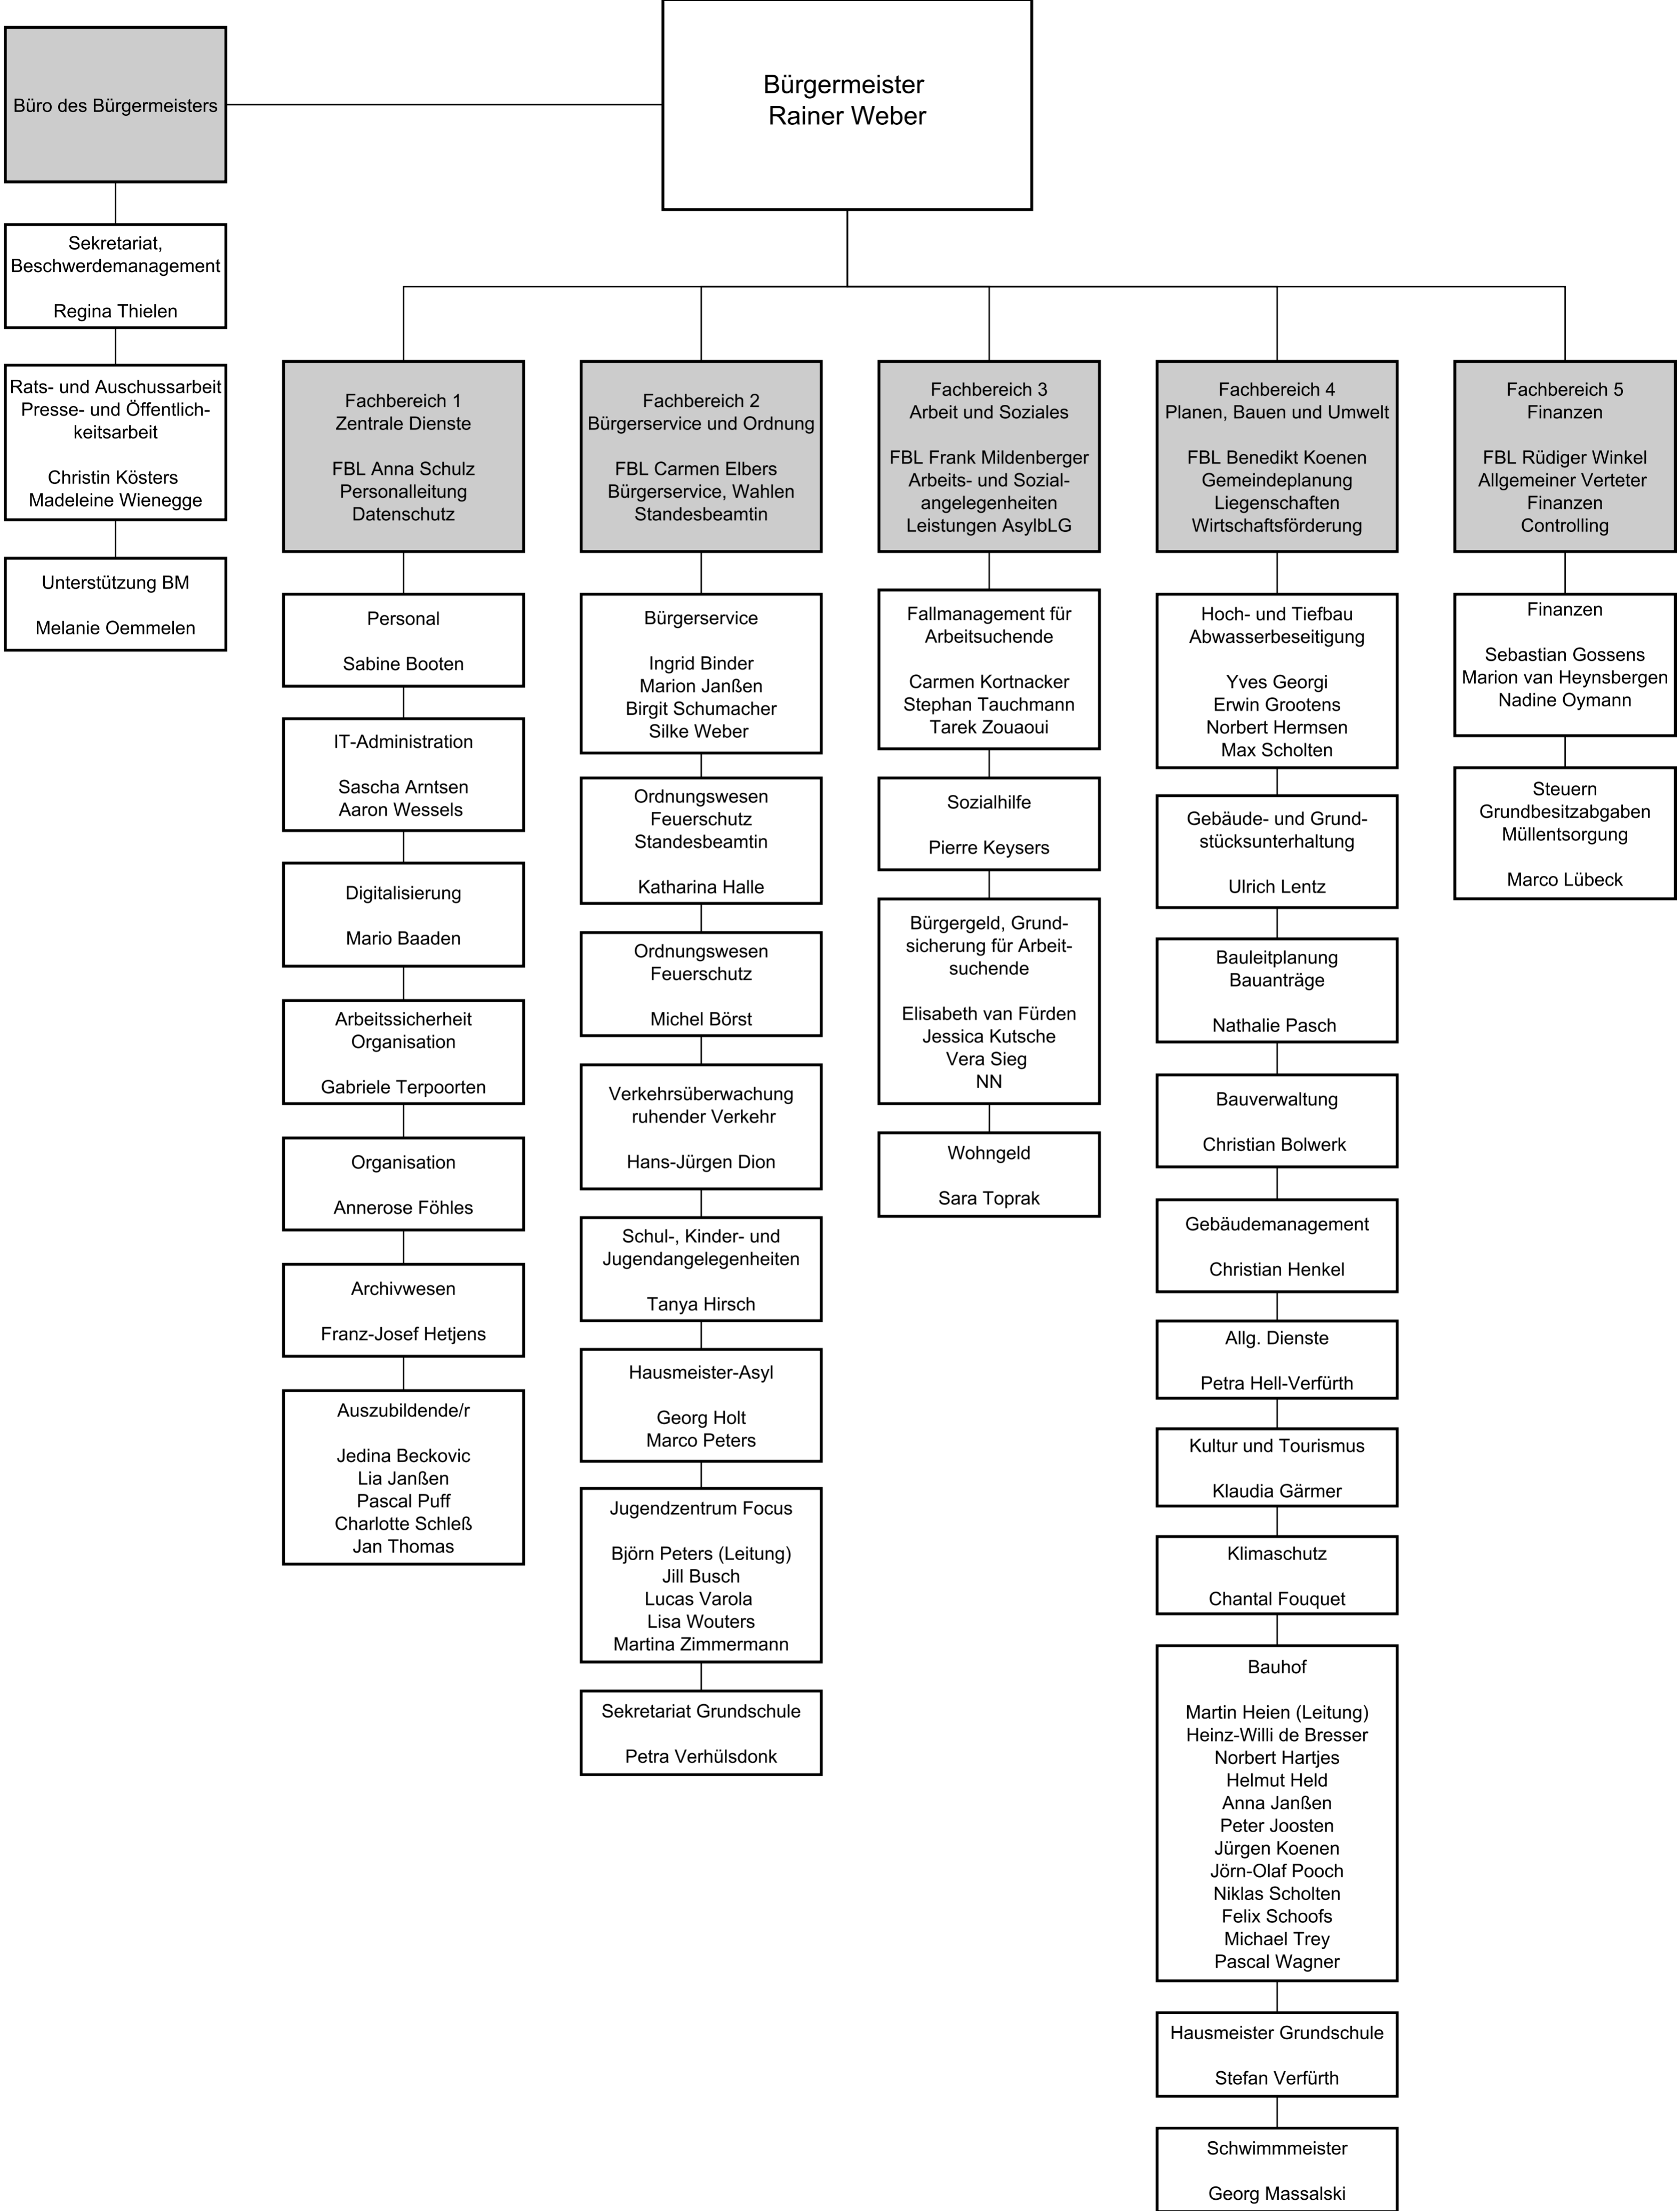 Bürgermeister
Rainer Weber
Büro des Bürgermeisters
Sekretariat,
Beschwerdemanagement
Regina Thielen
Rats- und Auschussarbeit
Presse- und Öffentlich-
keitsarbeit
Christin Kösters
Madeleine Wienegge
Unterstützung BM
Melanie Oemmelen
Fachbereich 1
Zentrale Dienste
FBL Anna Schulz
Personalleitung
Datenschutz
Personal
Sabine Booten
IT-Administration
Sascha Arntsen
Aaron Wessels
Digitalisierung
Mario Baaden
Arbeitssicherheit
Organisation
Gabriele Terpoorten
Organisation
Annerose Föhles
Archivwesen
Franz-Josef Hetjens
Auszubildende/r
Jedina Beckovic
Lia Janßen
Pascal Puff
Charlotte Schleß
Jan Thomas
Fachbereich 2
Bürgerservice und Ordnung
FBL Carmen Elbers
Bürgerservice, Wahlen
Standesbeamtin
Bürgerservice
Ingrid Binder
Marion Janßen
Birgit Schumacher
Silke Weber
Ordnungswesen
Feuerschutz
Standesbeamtin
Katharina Halle
Ordnungswesen
Feuerschutz
Michel Börst
Verkehrsüberwachung
ruhender Verkehr
Hans-Jürgen Dion
Schul-, Kinder- und
Jugendangelegenheiten
Tanya Hirsch
Hausmeister-Asyl
Georg Holt
Marco Peters
Jugendzentrum Focus
Björn Peters (Leitung)
Jill Busch
Lucas Varola
Lisa Wouters
Martina Zimmermann
Sekretariat Grundschule
Petra Verhülsdonk
Fachbereich 3
Arbeit und Soziales
FBL Frank Mildenberger
Arbeits- und Sozial-
angelegenheiten
Leistungen AsylbLG
Fallmanagement für
Arbeitsuchende
Carmen Kortnacker
Stephan Tauchmann
Tarek Zouaoui
Sozialhilfe
Pierre Keysers
Bürgergeld, Grund-
sicherung für Arbeit-
suchende
Elisabeth van Fürden
Jessica Kutsche
Vera Sieg
NN
Wohngeld
Sara Toprak
Fachbereich 4
Planen, Bauen und Umwelt
FBL Benedikt Koenen
Gemeindeplanung
Liegenschaften
Wirtschaftsförderung
Hoch- und Tiefbau
Abwasserbeseitigung
Yves Georgi
Erwin Grootens
Norbert Hermsen
Max Scholten
Gebäude- und Grund-
stücksunterhaltung
Ulrich Lentz
Bauleitplanung
Bauanträge
Nathalie Pasch
Bauverwaltung
Christian Bolwerk
Gebäudemanagement
Christian Henkel
Allg. Dienste
Petra Hell-Verfürth
Kultur und Tourismus
Klaudia Gärmer
Klimaschutz
Chantal Fouquet
Bauhof
Martin Heien (Leitung)
Heinz-Willi de Bresser
Norbert Hartjes
Helmut Held
Anna Janßen
Peter Joosten
Jürgen Koenen
Jörn-Olaf Pooch
Niklas Scholten
Felix Schoofs
Michael Trey
Pascal Wagner
Hausmeister Grundschule
Stefan Verfürth
Schwimmmeister
Georg Massalski
Fachbereich 5
Finanzen
FBL Rüdiger Winkel
Allgemeiner Verteter
Finanzen
Controlling
Finanzen
Sebastian Gossens
Marion van Heynsbergen
Nadine Oymann
Steuern
Grundbesitzabgaben
Müllentsorgung
Marco Lübeck